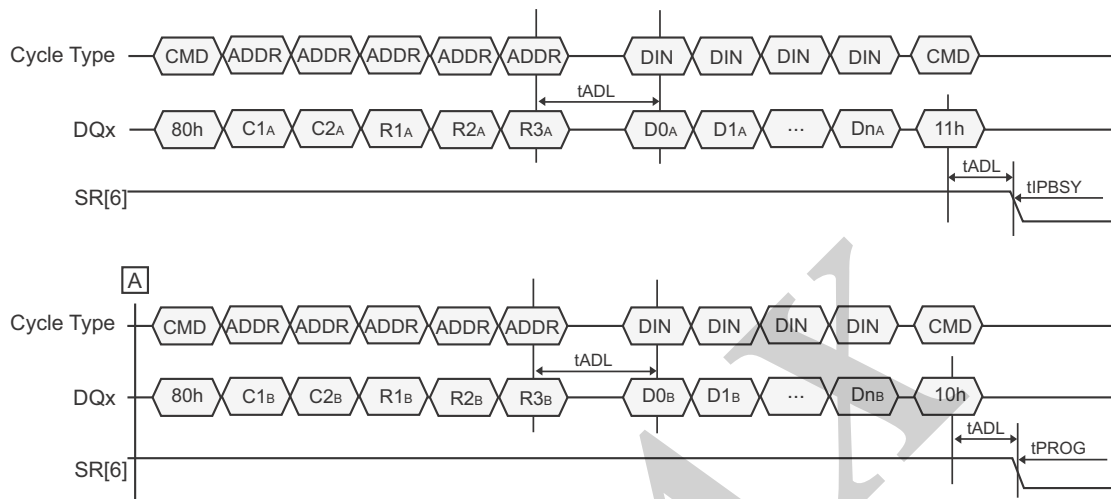 Cycle Type CMD ADDR ADDR ADDR ADDR ADDR DIN DIN DIN DIN CMD
tADL
DQx 80h C1A C2A R1A R2A R3A D0A D1A ... DnA 11h
tADL
SR[6] tIPBSY
A
Cycle Type CMD ADDR ADDR ADDR ADDR ADDR DIN DIN DIN DIN CMD
tADL
DQx 80h C1B C2B R1B R2B R3B D0B D1B ... DnB 10h
tADL
SR[6] tPROG